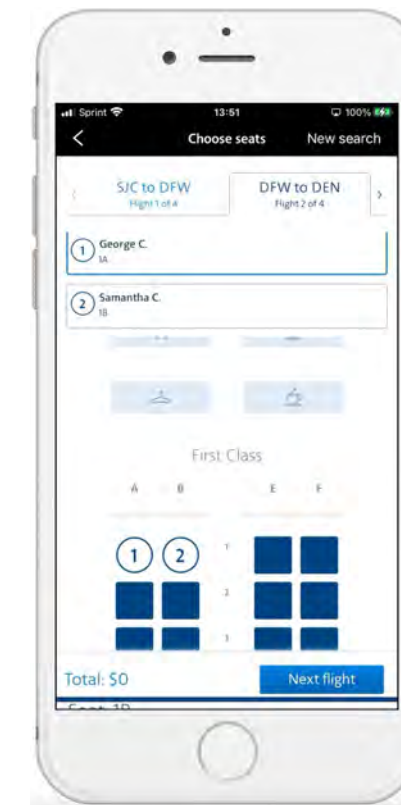 Sprint 13:51 100%
Choose seats New search
SJC to DFW DFW to DEN
Flight 1 of 4 Flight 2 of 4
1 George C.
1A
2 Samantha C.
1B
First Class
A B E F
1 2 1
2
3
Total: $0 Next flight